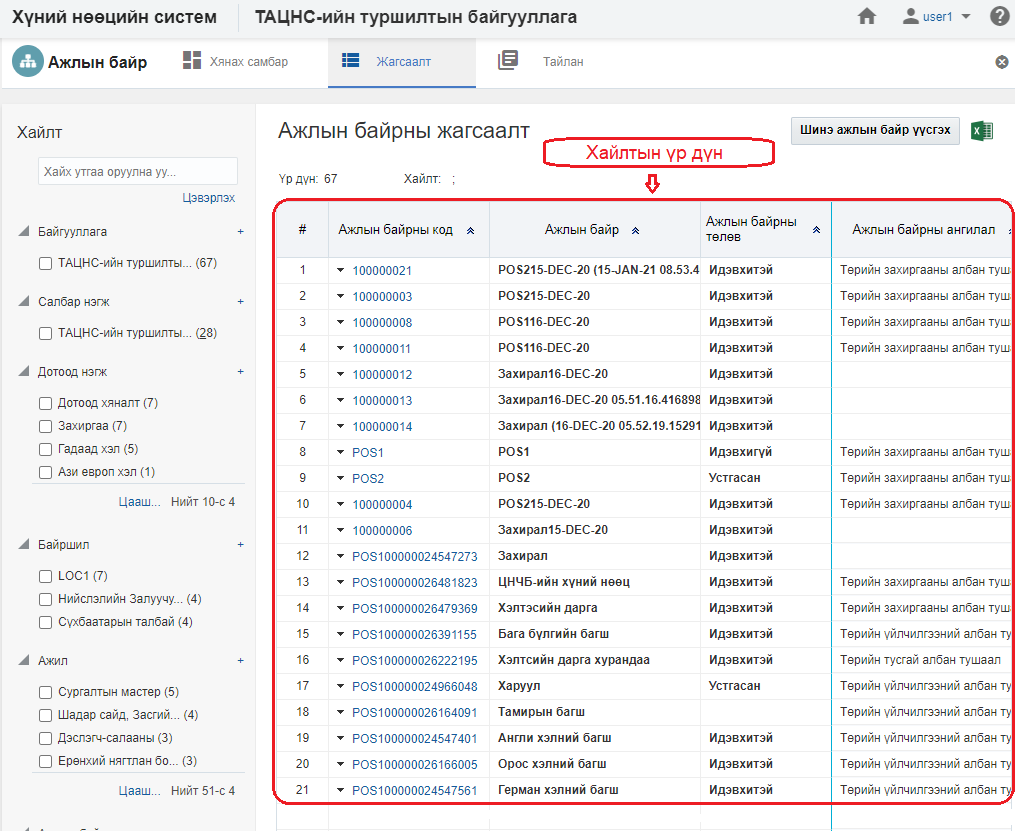 Хүний нөөцийн систем
ТАЦНС-ийн туршилтын байгууллага
user1
Ажлын байр
Хянах самбар
Жагсаалт
Тайлан
Хайлт
Хайх утгаа оруулна уу...
Цэвэрлэх
Байгууллага +
ТАЦНС-ийн туршилты... (67)
Салбар нэгж +
ТАЦНС-ийн туршилты... (28)
Дотоод нэгж +
Дотоод хяналт (7)
Захиргаа (7)
Гадаад хэл (5)
Ази европ хэл (1)
Цааш... Нийт 10-с 4
Байршил +
LOC1 (7)
Нийслэлийн Залуучу... (4)
Сүхбаатарын талбай (4)
Ажил +
Сургалтын мастер (5)
Шадар сайд, Засгий... (4)
Дэслэгч-салааны (3)
Ерөнхий нягтлан бо... (3)
Цааш... Нийт 51-с 4
Ажлын байрны жагсаалт
Шинэ ажлын байр үүсгэх
Хайлтын үр дүн
Үр дүн: 67 Хайлт: ;
# Ажлын байрны код Ажлын байр Ажлын байрны төлөв Ажлын байрны ангилал
1 100000021 POS215-DEC-20 (15-JAN-21 08.53.4 Идэвхитэй Төрийн захиргааны албан туш
2 100000003 POS215-DEC-20 Идэвхитэй Төрийн захиргааны албан туш
3 100000008 POS116-DEC-20 Идэвхитэй Төрийн захиргааны албан туш
4 100000011 POS116-DEC-20 Идэвхитэй Төрийн захиргааны албан туш
5 100000012 Захирал16-DEC-20 Идэвхитэй
6 100000013 Захирал16-DEC-20 05.51.16.416898 Идэвхитэй
7 100000014 Захирал (16-DEC-20 05.52.19.15291 Идэвхитэй
8 POS1 POS1 Идэвхигүй Төрийн захиргааны албан туш
9 POS2 POS2 Устгасан Төрийн захиргааны албан туш
10 100000004 POS215-DEC-20 Идэвхитэй Төрийн захиргааны албан туш
11 100000006 Захирал15-DEC-20 Идэвхитэй
12 POS100000024547273 Захирал Идэвхитэй
13 POS100000026481823 ЦНЧБ-ийн хүний нөөц Идэвхитэй Төрийн захиргааны албан туш
14 POS100000026479369 Хэлтэсийн дарга Идэвхитэй Төрийн захиргааны албан туш
15 POS100000026391155 Бага бүлгийн багш Идэвхитэй Төрийн үйлчилгээний албан ту
16 POS100000026222195 Хэлтсийн дарга хурандаа Идэвхитэй Төрийн тусгай албан тушаал
17 POS100000024966048 Харуул Устгасан Төрийн үйлчилгээний албан ту
18 POS100000026164091 Тамирын багш Төрийн үйлчилгээний албан ту
19 POS100000024547401 Англи хэлний багш Идэвхитэй Төрийн үйлчилгээний албан ту
20 POS100000026166005 Орос хэлний багш Идэвхитэй Төрийн үйлчилгээний албан ту
21 POS100000024547561 Герман хэлний багш Идэвхитэй Төрийн үйлчилгээний албан ту